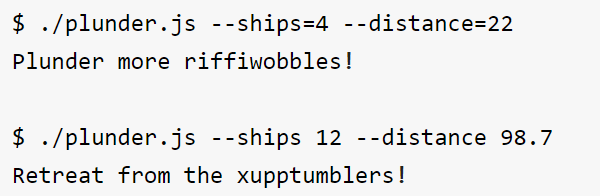 $ ./plunder.js --ships=4 --distance=22
Plunder more riffiwobbles!
$ ./plunder.js --ships 12 --distance 98.7
Retreat from the xupptumblers!